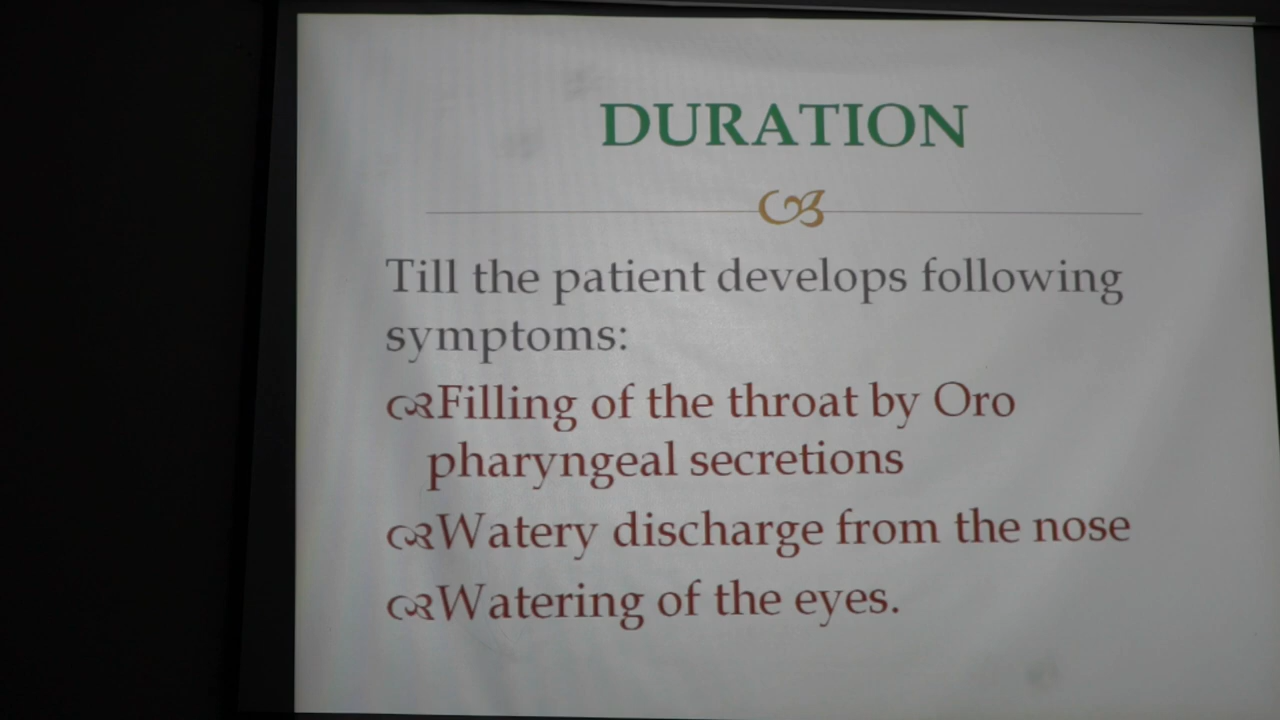 DURATION
Till the patient develops following
symptoms:
Filling of the throat by Oro
pharyngeal secretions
Watery discharge from the nose
Watering of the eyes.